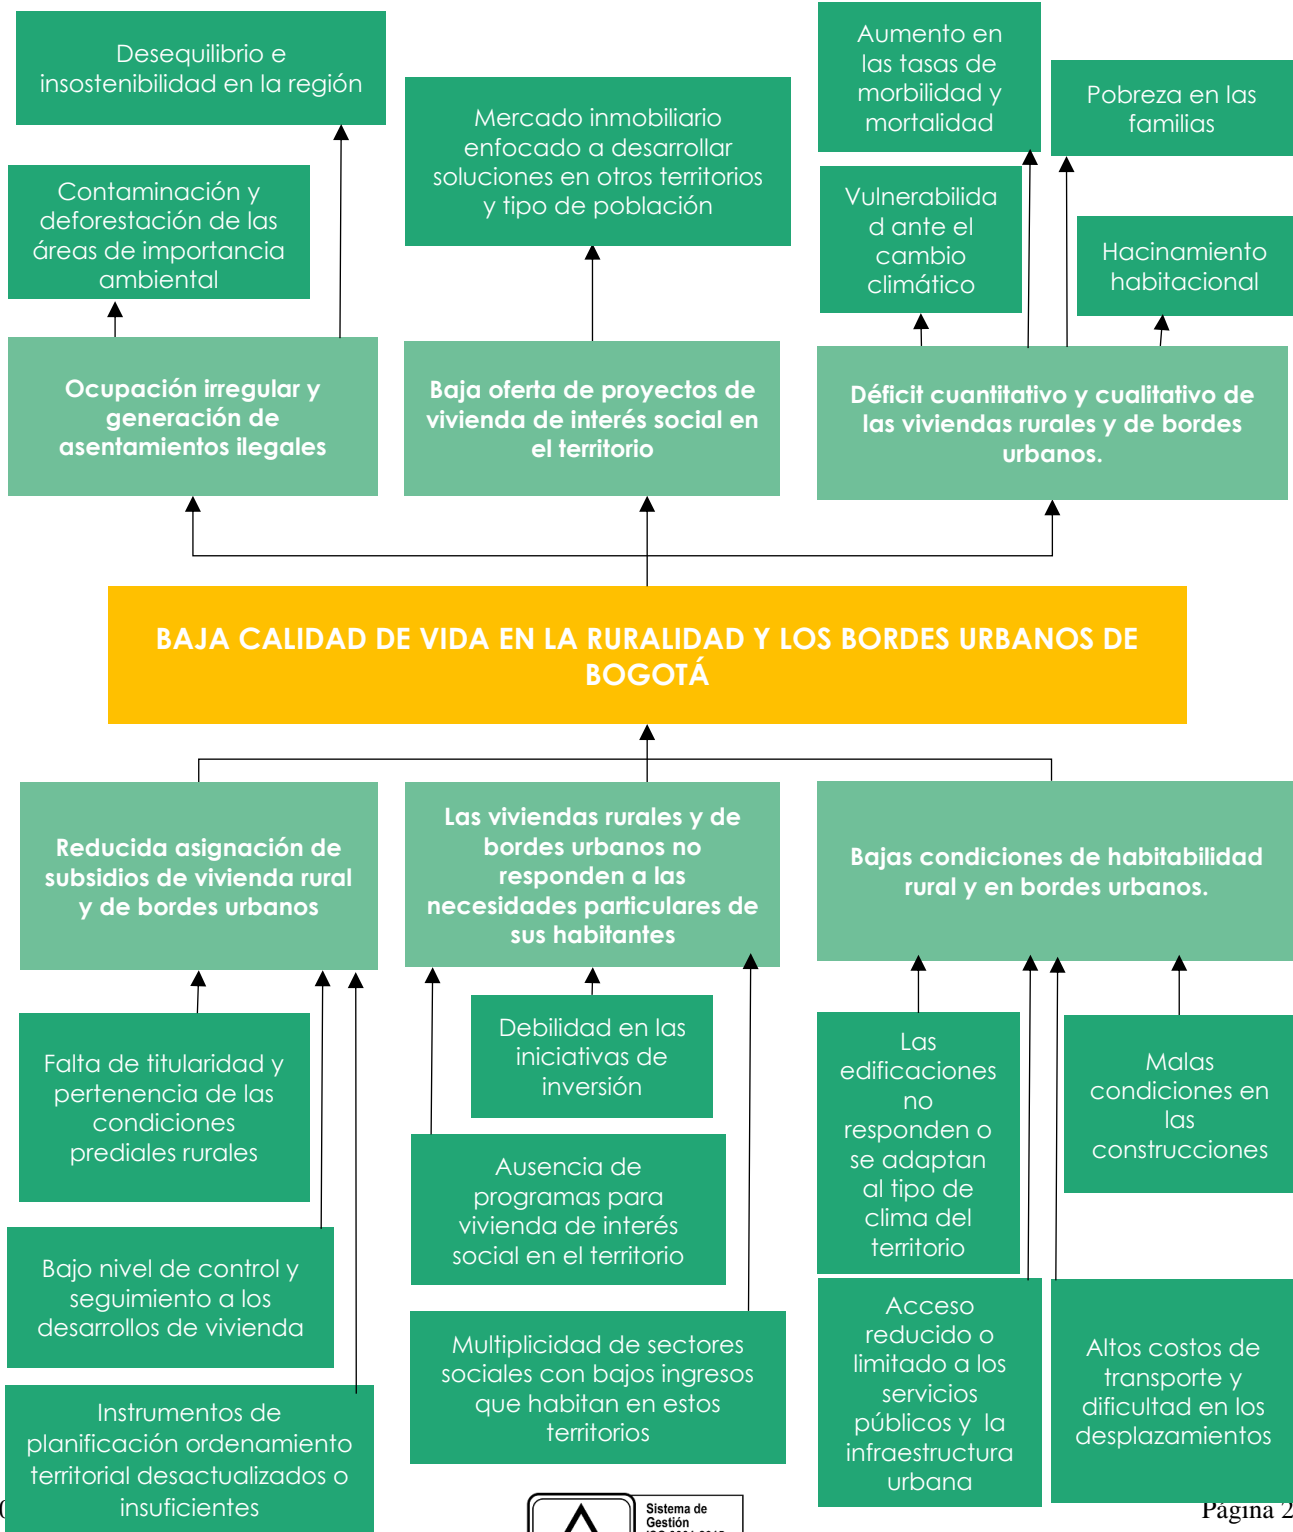 Desequilibrio e
insostenibilidad en la región
Contaminación y
deforestación de las
áreas de importancia
ambiental
Mercado inmobiliario
enfocado a desarrollar
soluciones en otros territorios
y tipo de población
Aumento en
las tasas de
morbilidad y
mortalidad
Pobreza en las
familias
Vulnerabilida
d ante el
cambio
climático
Hacinamiento
habitacional
Ocupación irregular y
generación de
asentamientos ilegales
Baja oferta de proyectos de
vivienda de interés social en
el territorio
Déficit cuantitativo y cualitativo de
las viviendas rurales y de bordes
urbanos.
BAJA CALIDAD DE VIDA EN LA RURALIDAD Y LOS BORDES URBANOS DE
BOGOTÁ
Reducida asignación de
subsidios de vivienda rural
y de bordes urbanos
Las viviendas rurales y de
bordes urbanos no
responden a las
necesidades particulares de
sus habitantes
Bajas condiciones de habitabilidad
rural y en bordes urbanos.
Falta de titularidad y
pertenencia de las
condiciones
prediales rurales
Bajo nivel de control y
seguimiento a los
desarrollos de vivienda
Instrumentos de
planificación ordenamiento
territorial desactualizados o
insuficientes
Debilidad en las
iniciativas de
inversión
Ausencia de
programas para
vivienda de interés
social en el territorio
Multiplicidad de sectores
sociales con bajos ingresos
que habitan en estos
territorios
Las
edificaciones
no
responden o
se adaptan
al tipo de
clima del
territorio
Malas
condiciones en
las
construcciones
Acceso
reducido o
limitado a los
servicios
públicos y la
infraestructura
urbana
Altos costos de
transporte y
dificultad en los
desplazamientos
Sistema de
Gestión
Página 2